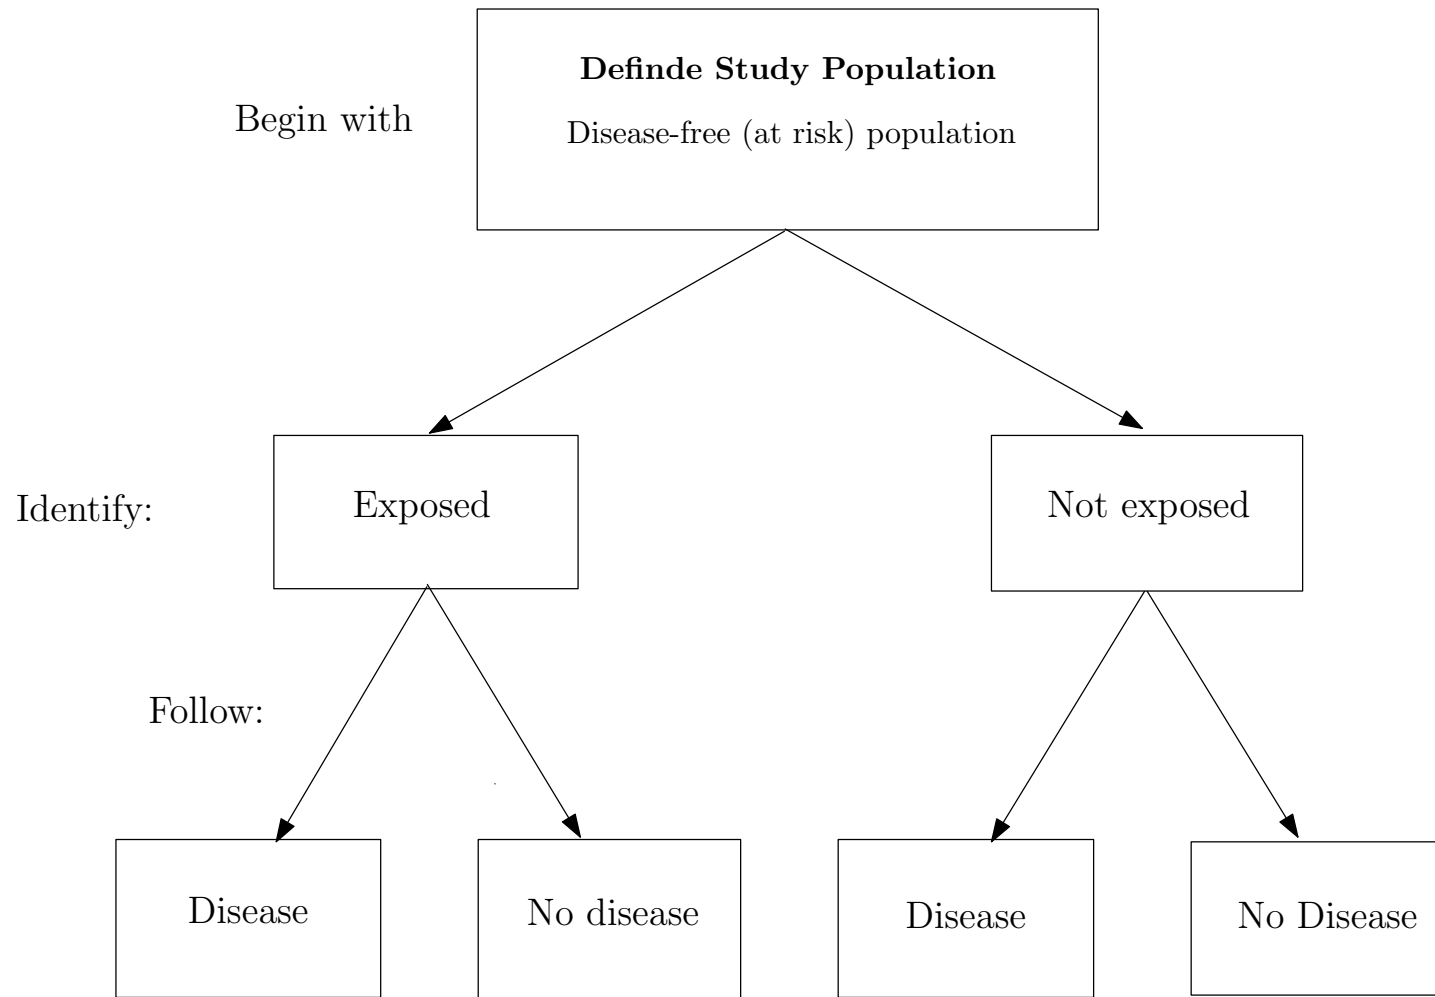 Definde Study Population
Begin with
Disease-free (at risk) population
Identify:
Exposed
Not exposed
Follow:
Disease
No disease
Disease
No Disease